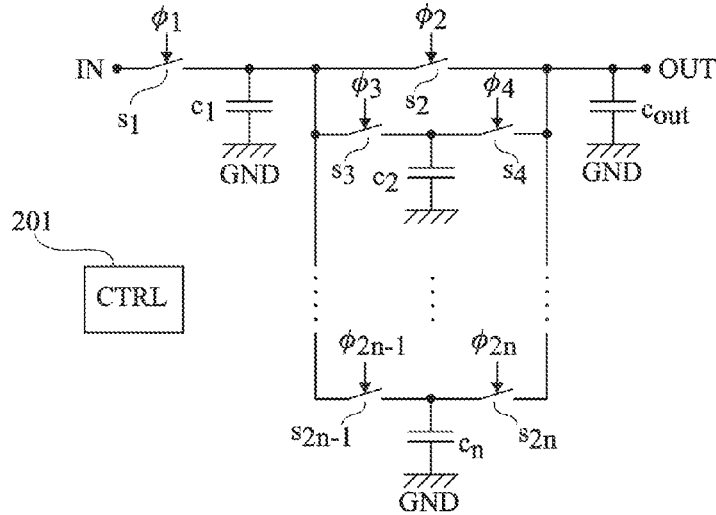 ϕ1 ϕ2
IN OUT
s1 c1 ϕ3 s2 ϕ4 cout
GND s3 c2 s4 GND
201
CTRL
ϕ2n-1 ϕ2n
s2n-1 cn s2n
GND